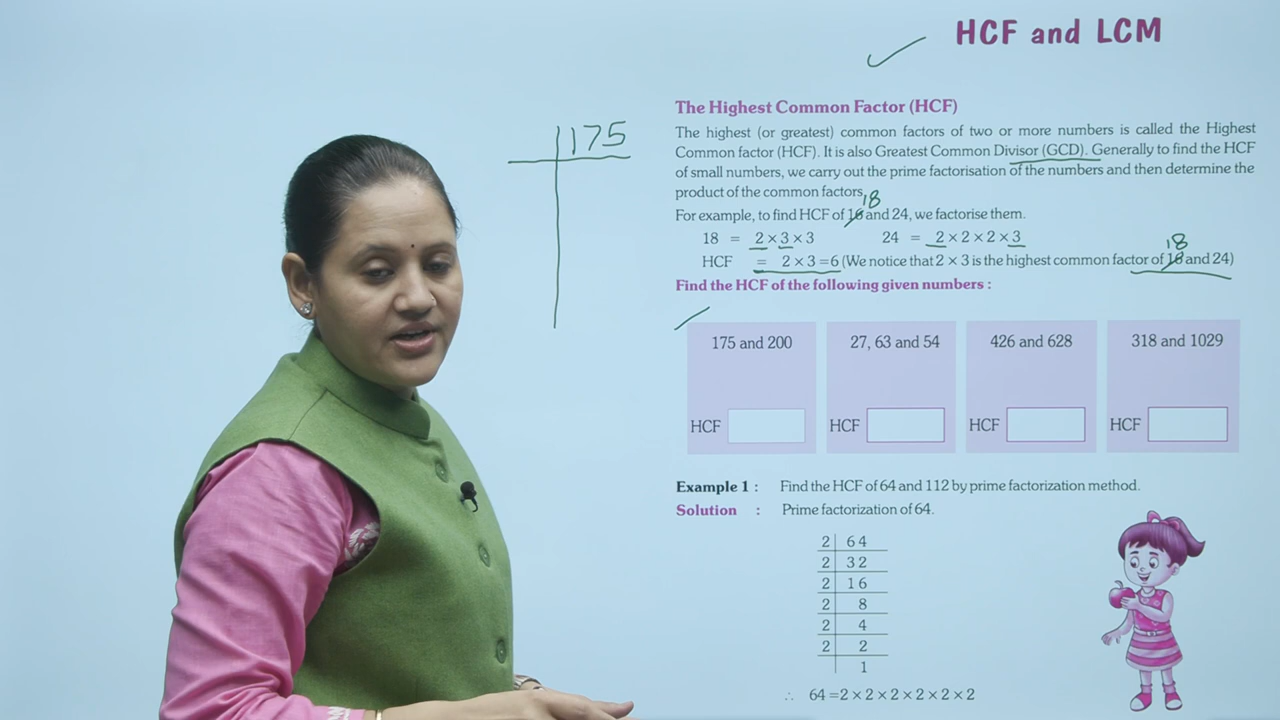 HCF and LCM
175
The Highest Common Factor (HCF)
The highest (or greatest) common factors of two or more numbers is called the Highest
Common factor (HCF). It is also Greatest Common Divisor (GCD). Generally to find the HCF
of small numbers, we carry out the prime factorisation of the numbers and then determine the
product of the common factors.
18
For example, to find HCF of 16 and 24, we factorise them.
18 = 2 × 3 × 3 24 = 2 × 2 × 2 × 3
18
HCF = 2 × 3 = 6 (We notice that 2 × 3 is the highest common factor of 16 and 24)
Find the HCF of the following given numbers :
175 and 200 27, 63 and 54 426 and 628 318 and 1029
HCF HCF HCF HCF
Example 1 : Find the HCF of 64 and 112 by prime factorization method.
Solution : Prime factorization of 64.
2 64
2 32
2 16
2 8
2 4
2 2
1
∴ 64 = 2 × 2 × 2 × 2 × 2 × 2